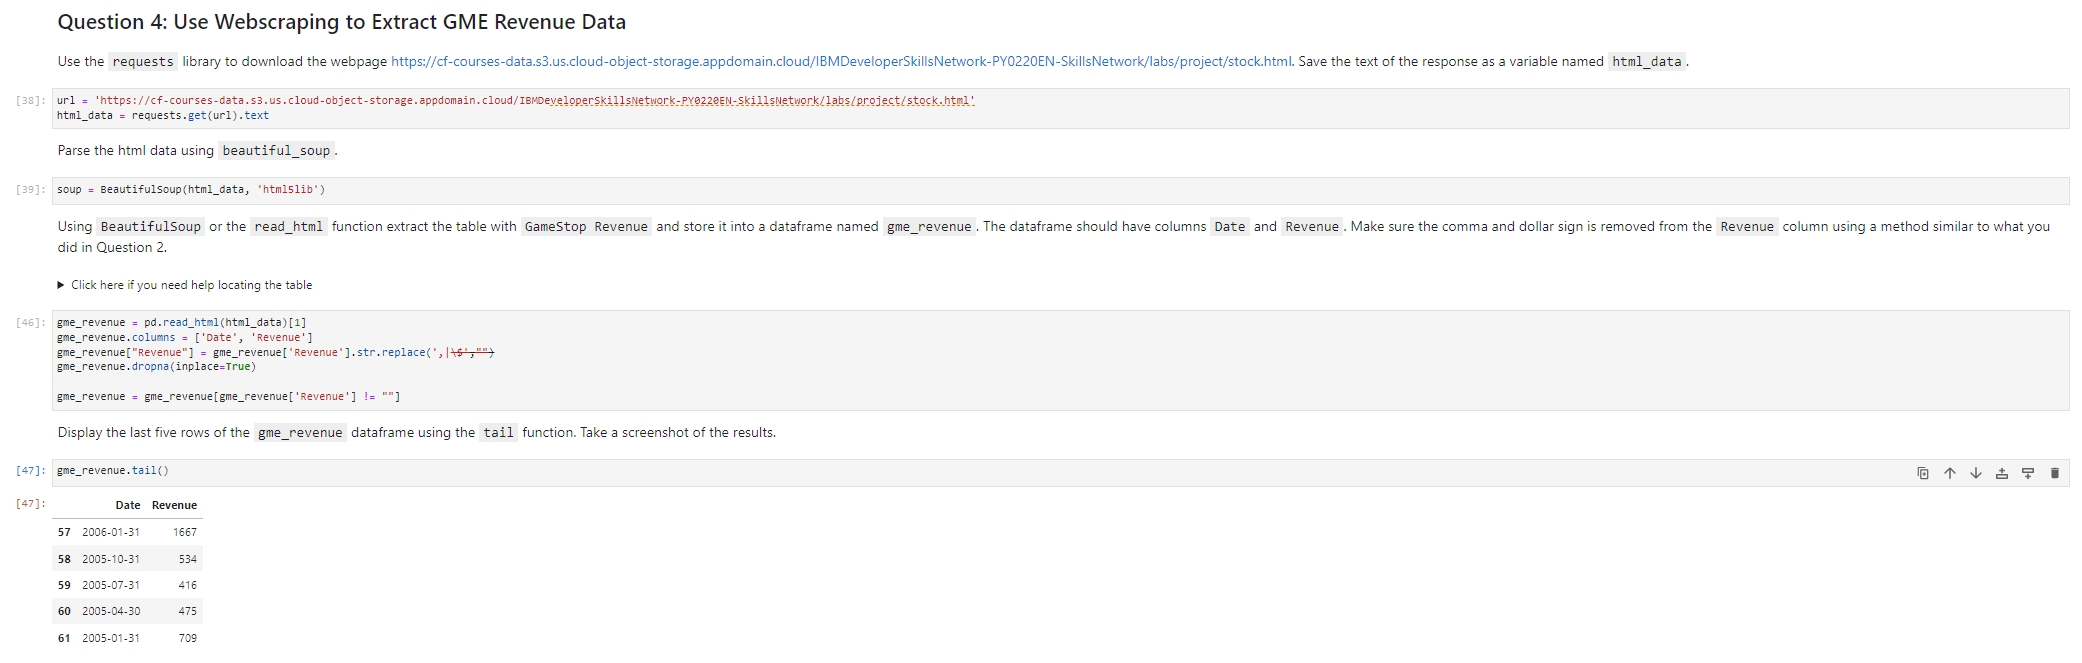 Question 4: Use Webscraping to Extract GME Revenue Data
Use the requests library to download the webpage https://cf-courses-data.s3.us.cloud-object-storage.appdomain.cloud/IBMDeveloperSkillsNetwork-PY0220EN-SkillsNetwork/labs/project/stock.html. Save the text of the response as a variable named html_data.
[38]: url = 'https://cf-courses-data.s3.us.cloud-object-storage.appdomain.cloud/IBMDeveloperSkillsNetwork-PY0220EN-SkillsNetwork/labs/project/stock.html'
html_data = requests.get(url).text
Parse the html data using beautiful_soup.
[39]: soup = BeautifulSoup(html_data, 'html5lib')
Using BeautifulSoup or the read_html function extract the table with GameStop Revenue and store it into a dataframe named gme_revenue. The dataframe should have columns Date and Revenue. Make sure the comma and dollar sign is removed from the Revenue column using a method similar to what you
did in Question 2.
▶ Click here if you need help locating the table
[46]: gme_revenue = pd.read_html(html_data)[1]
gme_revenue.columns = ['Date', 'Revenue']
gme_revenue["Revenue"] = gme_revenue['Revenue'].str.replace(',|\$',"")
gme_revenue.dropna(inplace=True)
gme_revenue = gme_revenue[gme_revenue['Revenue'] != ""]
Display the last five rows of the gme_revenue dataframe using the tail function. Take a screenshot of the results.
[47]: gme_revenue.tail()
[47]: Date Revenue
57 2006-01-31 1667
58 2005-10-31 534
59 2005-07-31 416
60 2005-04-30 475
61 2005-01-31 709